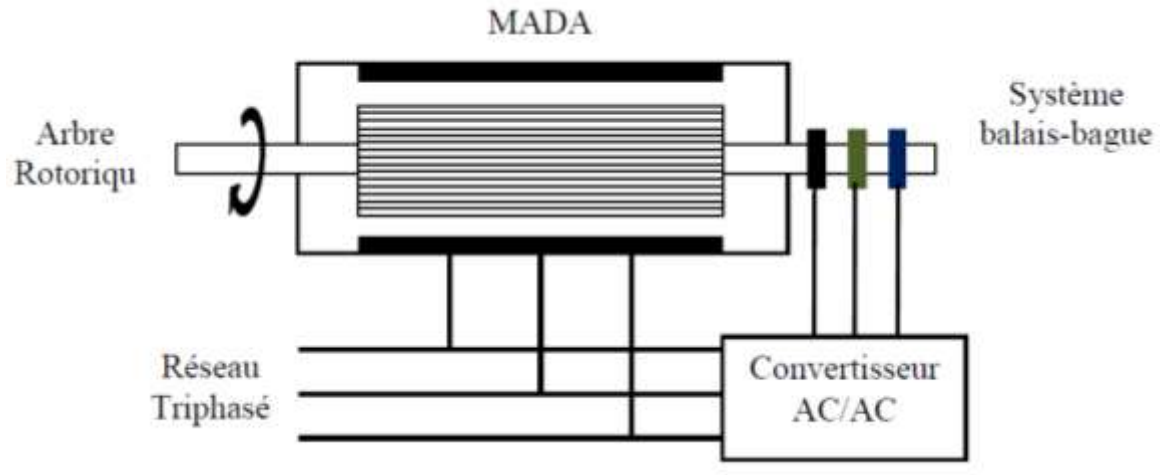 MADA
Arbre
Rotoriqu
Système
balais-bague
Réseau
Triphasé
Convertisseur
AC/AC